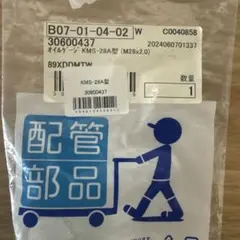 B07-01-04-02 W C0040858
30600437 2024060701337
オイルゲージ KMS-28A型 (M28x2.0)
89XDDMTW
数量
1
KMS-28A型
30600437
配管
部品